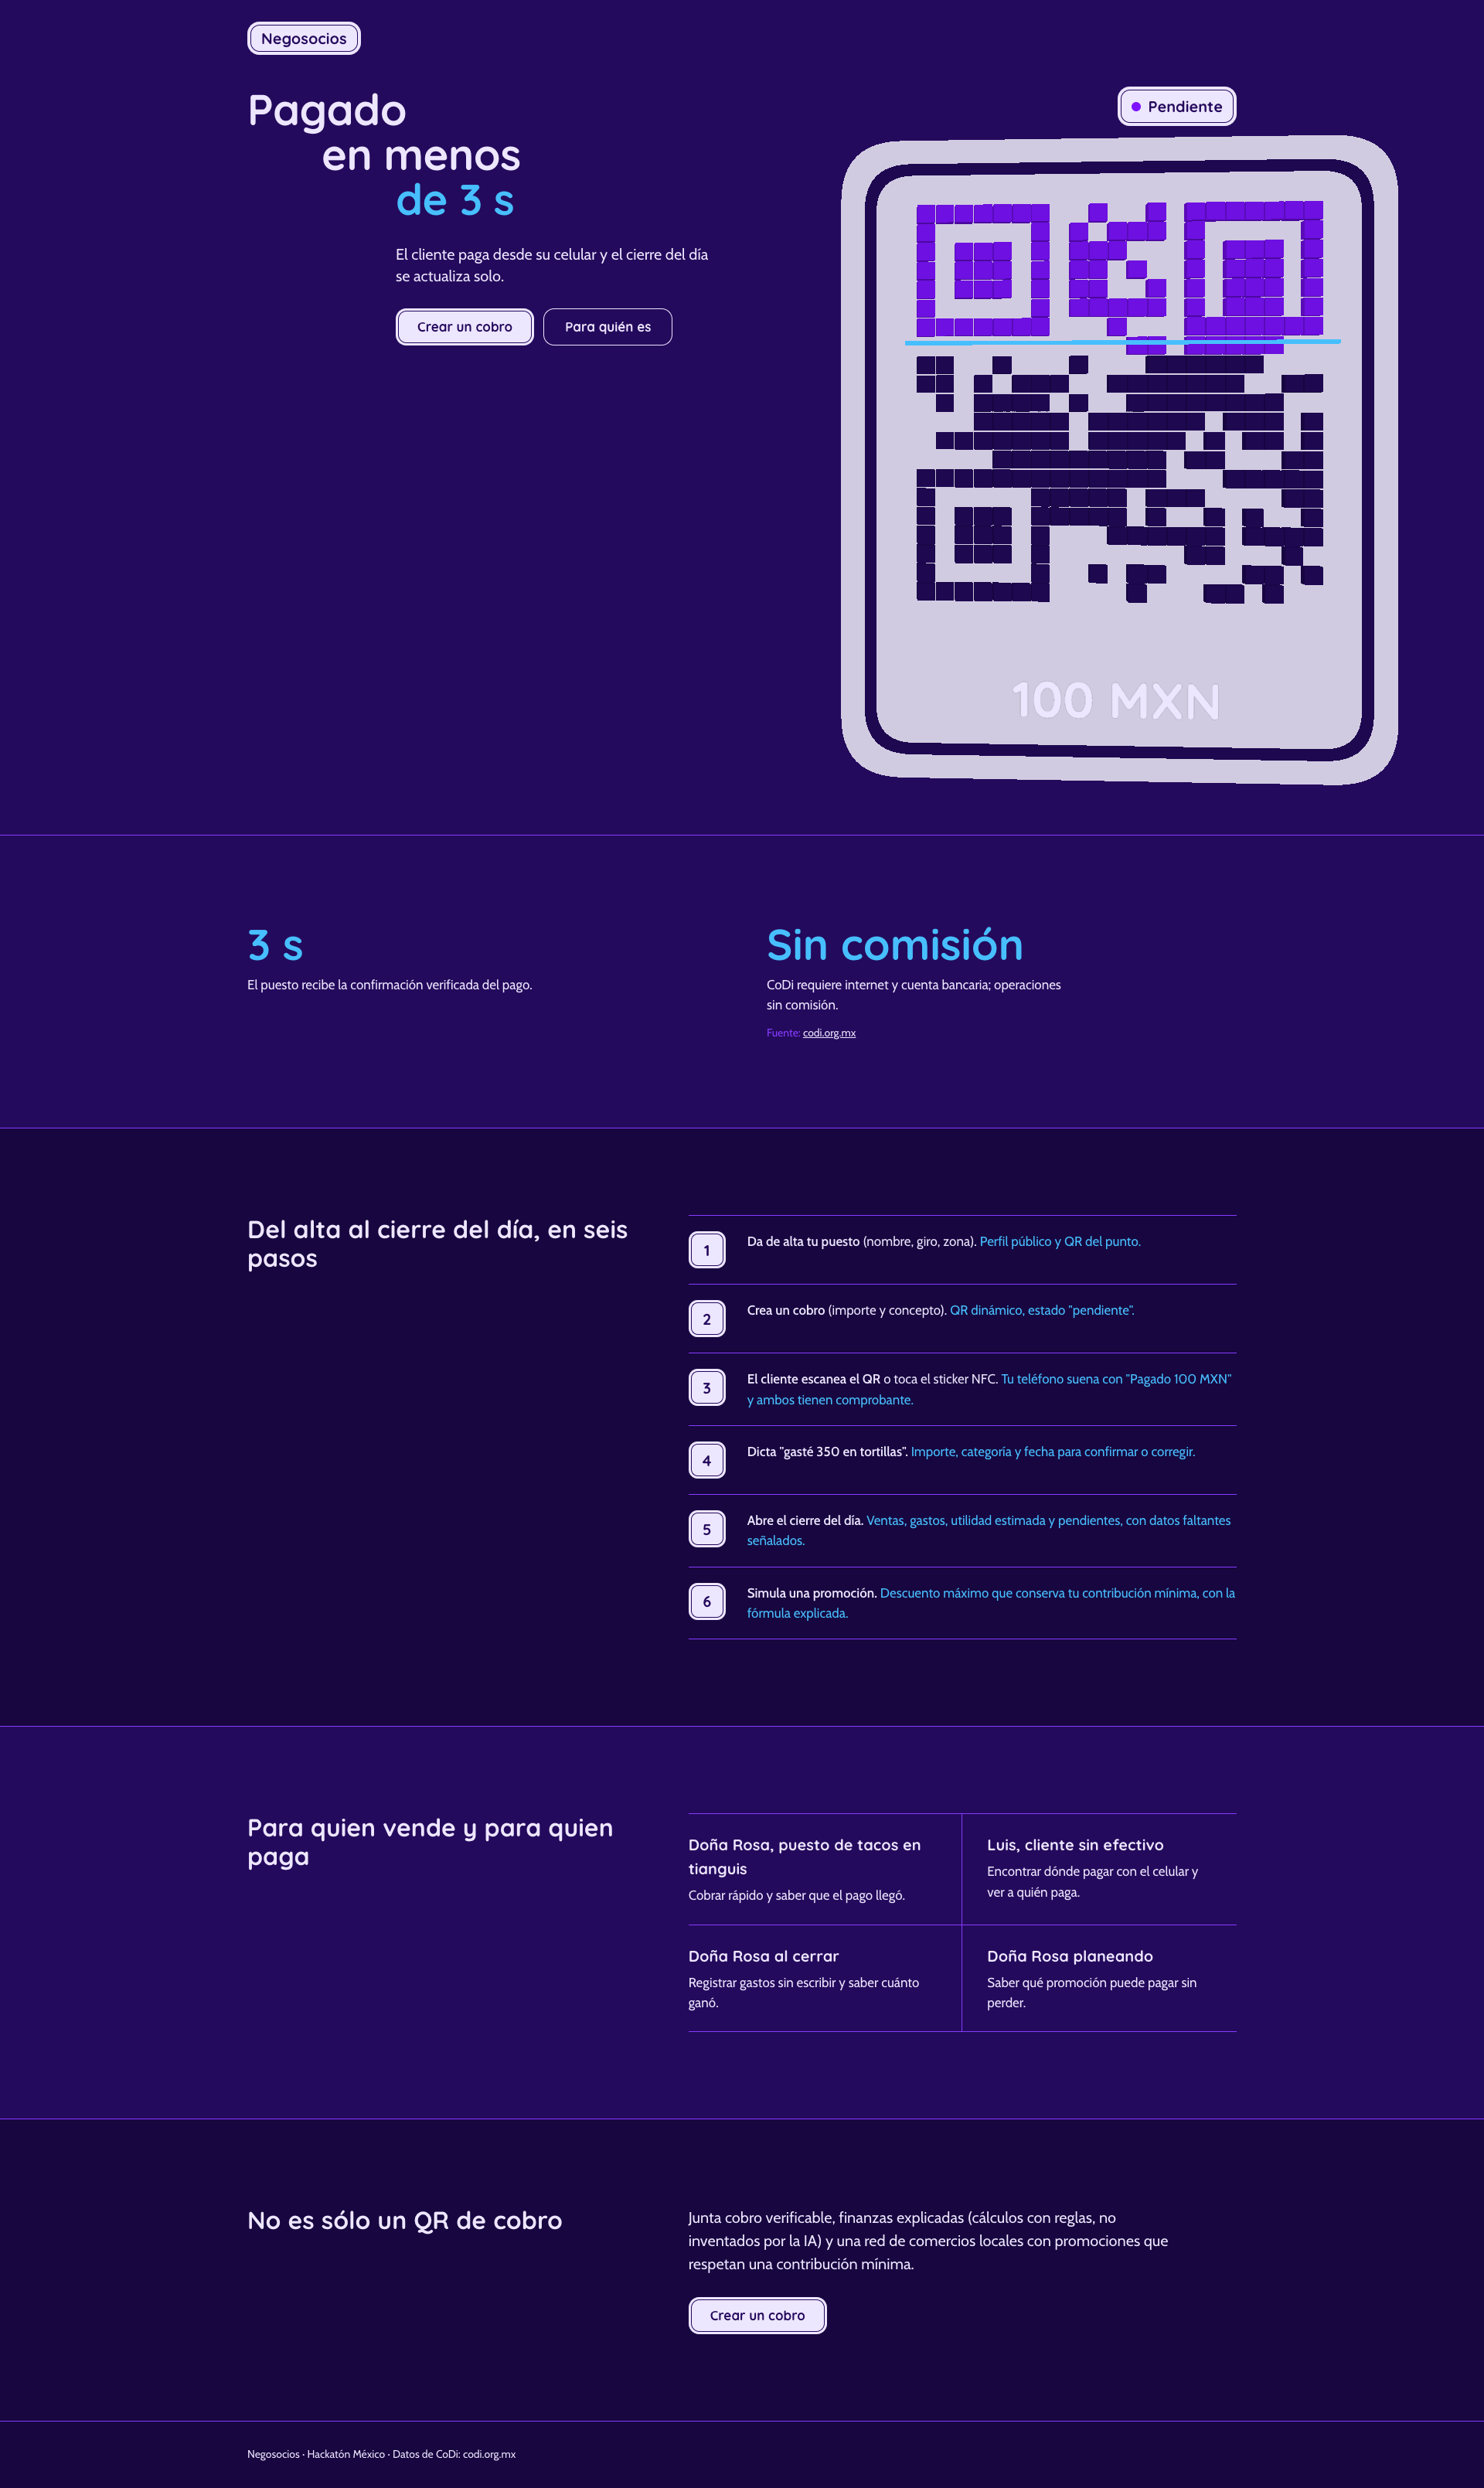 Negosocios
Pagado
en menos
de 3 s
El cliente paga desde su celular y el cierre del día
se actualiza solo.
Crear un cobro
Para quién es
Pendiente
100 MXN
3 s
El puesto recibe la confirmación verificada del pago.
Sin comisión
CoDi requiere internet y cuenta bancaria; operaciones
sin comisión.
Fuente: codi.org.mx
Del alta al cierre del día, en seis
pasos
1
Da de alta tu puesto (nombre, giro, zona). Perfil público y QR del punto.
2
Crea un cobro (importe y concepto). QR dinámico, estado "pendiente".
3
El cliente escanea el QR o toca el sticker NFC. Tu teléfono suena con "Pagado 100 MXN"
y ambos tienen comprobante.
4
Dicta "gasté 350 en tortillas". Importe, categoría y fecha para confirmar o corregir.
5
Abre el cierre del día. Ventas, gastos, utilidad estimada y pendientes, con datos faltantes
señalados.
6
Simula una promoción. Descuento máximo que conserva tu contribución mínima, con la
fórmula explicada.
Para quien vende y para quien
paga
Doña Rosa, puesto de tacos en
tianguis
Cobrar rápido y saber que el pago llegó.
Luis, cliente sin efectivo
Encontrar dónde pagar con el celular y
ver a quién paga.
Doña Rosa al cerrar
Registrar gastos sin escribir y saber cuánto
ganó.
Doña Rosa planeando
Saber qué promoción puede pagar sin
perder.
No es sólo un QR de cobro
Junta cobro verificable, finanzas explicadas (cálculos con reglas, no
inventados por la IA) y una red de comercios locales con promociones que
respetan una contribución mínima.
Crear un cobro
Negosocios · Hackatón México · Datos de CoDi: codi.org.mx